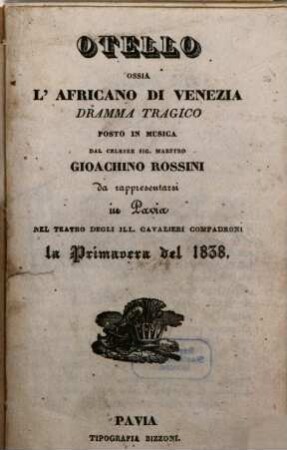 OTELLO
OSSIA
L' AFRICANO DI VENEZIA
DRAMMA TRAGICO
POSTO IN MUSICA
DAL CELEBRE SIG. MAESTRO
GIOACHINO ROSSINI
da rappresentarsi
in Pavia
NEL TEATRO DEGLI ILL. CAVALIERI COMPADRONI
la Primavera del 1838.
PAVIA
TIPOGRAFIA BIZZONI.